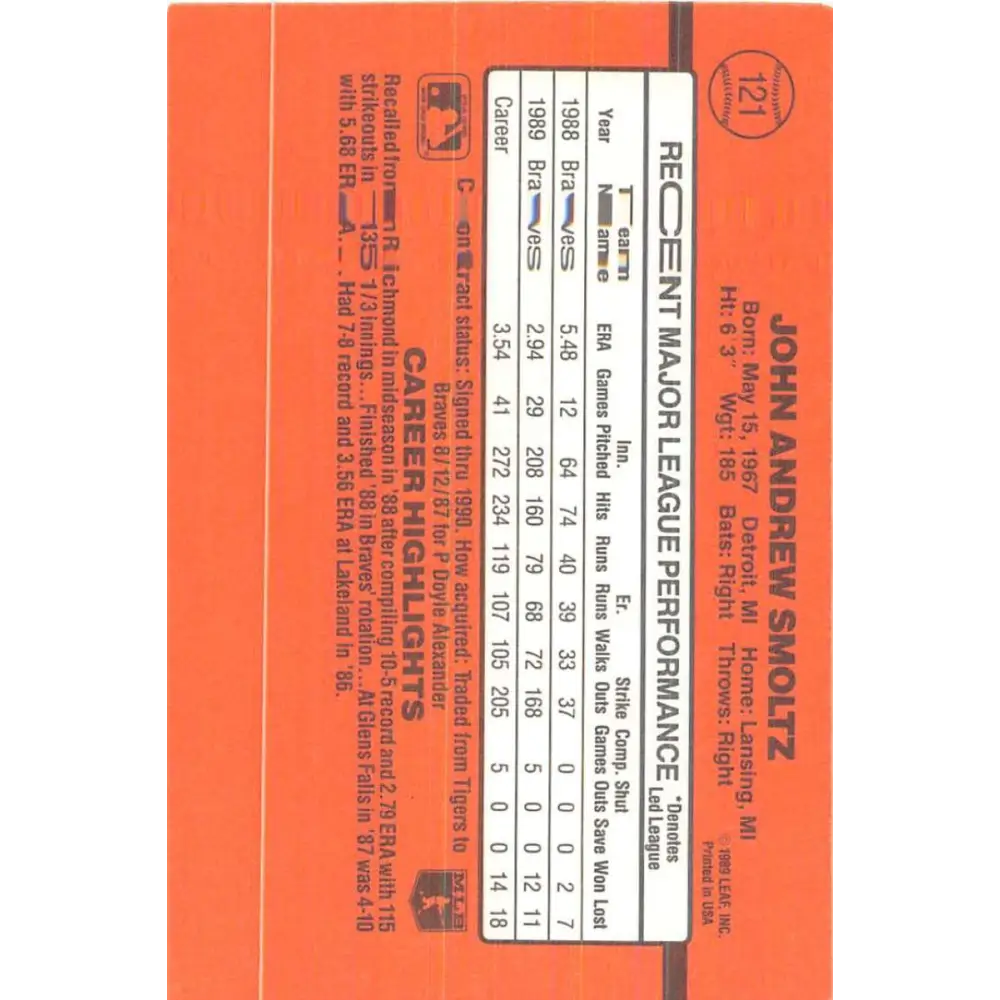 121
JOHN ANDREW SMOLTZ
Born: May 15, 1967 Detroit, MI Home: Lansing, MI
Ht: 6'3" Wgt: 185 Bats: Right Throws: Right
© 1989 LEAF, INC.
Printed in USA
RECENT MAJOR LEAGUE PERFORMANCE *Denotes Led League
Year Team Name ERA Games Inn. Pitched Hits Runs Er. Runs Walks Strike Outs Comp. Games Shut Outs Save Won Lost
1988 Braves 5.48 12 64 74 40 39 33 37 0 0 0 2 7
1989 Braves 2.94 29 208 160 79 68 72 168 5 0 0 12 11
Career 3.54 41 272 234 119 107 105 205 5 0 0 14 18
MLB
Contract status: Signed thru 1990. How acquired: Traded from Tigers to
Braves 8/12/87 for P Doyle Alexander
CAREER HIGHLIGHTS
Recalled from Richmond in midseason in '88 after compiling 10-5 record and 2.79 ERA with 115
strikeouts in 135 1/3 innings...Finished '88 in Braves' rotation...At Glens Falls in '87 was 4-10
with 5.68 ERA... Had 7-8 record and 3.56 ERA at Lakeland in '86.